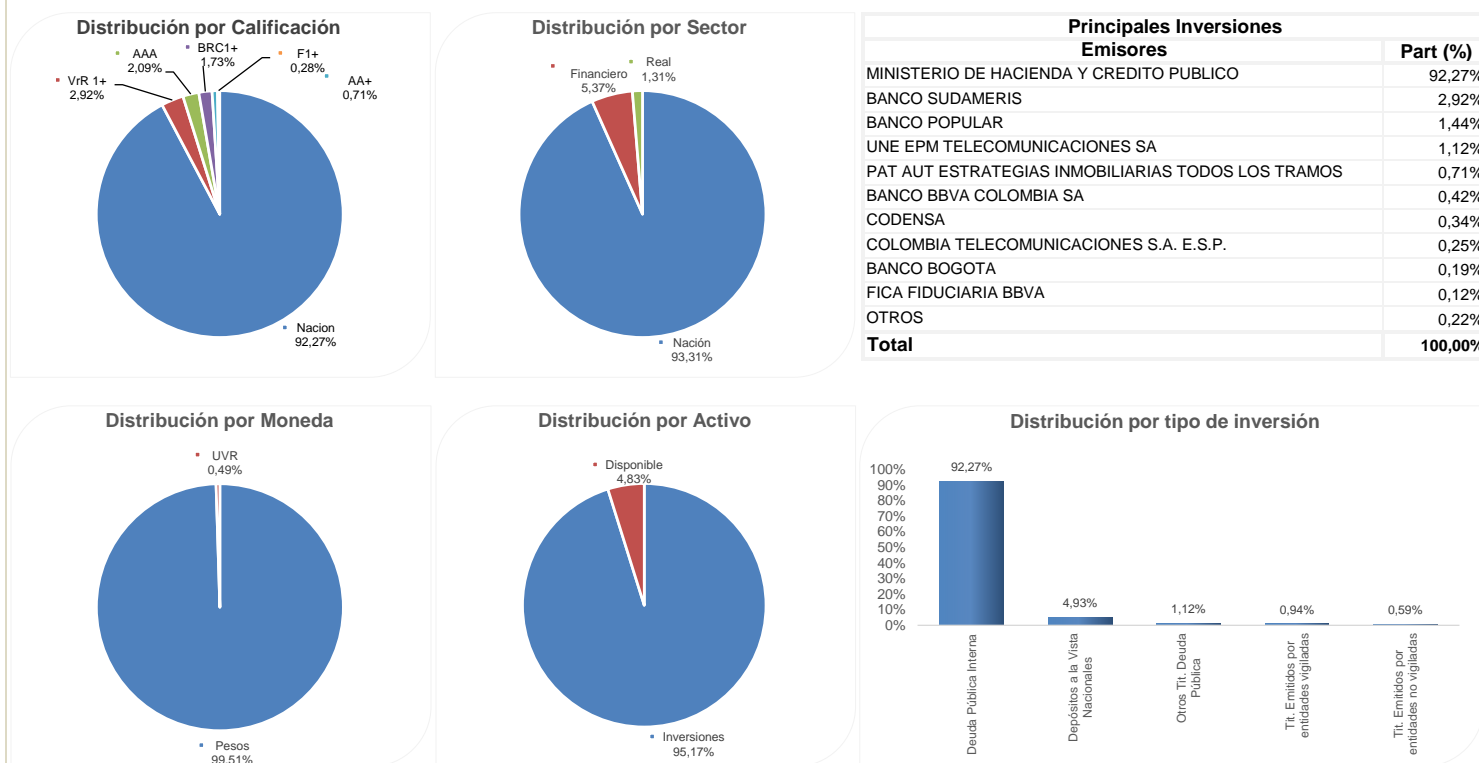 Distribución por Calificación
AAA
2,09%
BRC1+
1,73%
F1+
0,28%
VrR 1+
2,92%
AA+
0,71%
Nacion
92,27%
Distribución por Sector
Real
1,31%
Financiero
5,37%
Nación
93,31%
Principales Inversiones
Emisores Part (%)
MINISTERIO DE HACIENDA Y CREDITO PUBLICO 92,27%
BANCO SUDAMERIS 2,92%
BANCO POPULAR 1,44%
UNE EPM TELECOMUNICACIONES SA 1,12%
PAT AUT ESTRATEGIAS INMOBILIARIAS TODOS LOS TRAMOS 0,71%
BANCO BBVA COLOMBIA SA 0,42%
CODENSA 0,34%
COLOMBIA TELECOMUNICACIONES S.A. E.S.P. 0,25%
BANCO BOGOTA 0,19%
FICA FIDUCIARIA BBVA 0,12%
OTROS 0,22%
Total 100,00%
Distribución por Moneda
UVR
0,49%
Pesos
99,51%
Distribución por Activo
Disponible
4,83%
Inversiones
95,17%
Distribución por tipo de inversión
100%
90%
80%
70%
60%
50%
40%
30%
20%
10%
0%
92,27%
4,93%
1,12%
0,94%
0,59%
Deuda Pública Interna
Depósitos a la Vista
Nacionales
Otros Tit. Deuda
Pública
Tit. Emitidos por
entidades vigiladas
Tit. Emitidos por
entidades no vigiladas